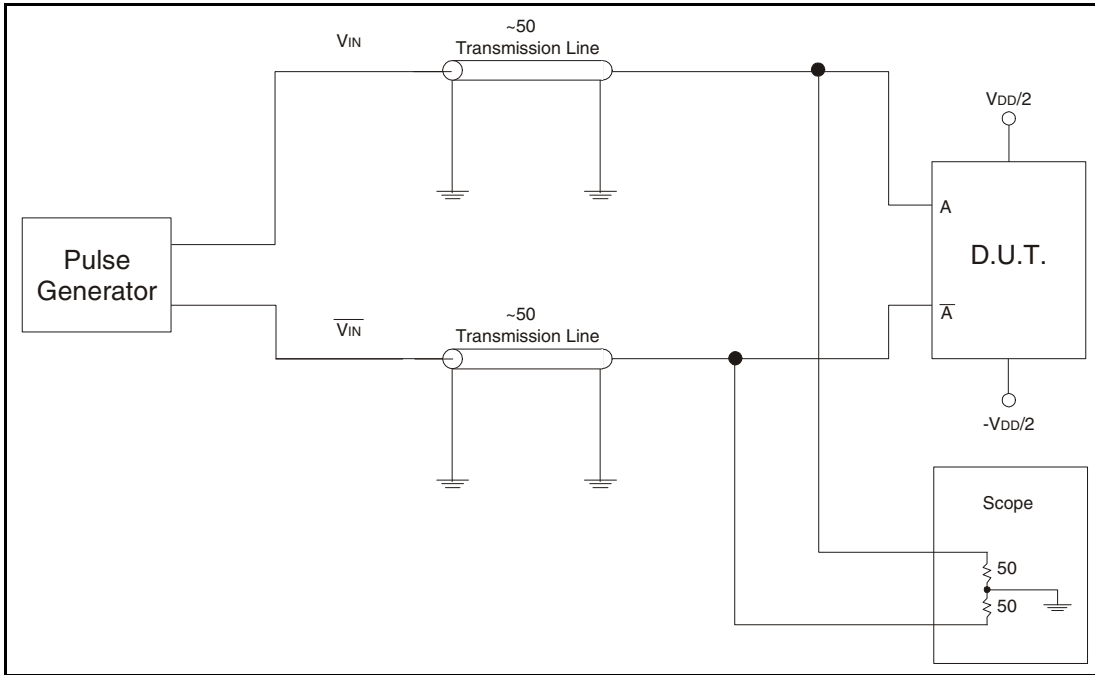 ~50
Transmission Line
VIN
VDD/2
A
D.U.T.
Pulse
Generator
A
~50
Transmission Line
VIN
-VDD/2
Scope
50
50